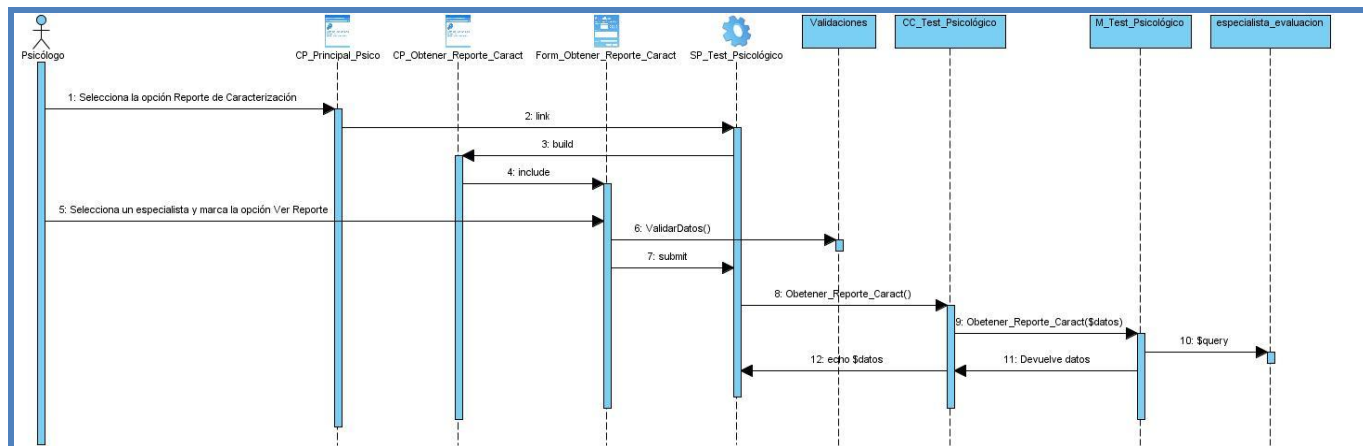 Validaciones
CC_Test_Psicológico
M_Test_Psicológico
especialista_evaluacion
Psicólogo
CP_Principal_Psico
CP_Obtener_Reporte_Caract
Form_Obtener_Reporte_Caract
SP_Test_Psicológico
1: Selecciona la opción Reporte de Caracterización
2: link
3: build
4: include
5: Selecciona un especialista y marca la opción Ver Reporte
6: ValidarDatos()
7: submit
8: Obetener_Reporte_Caract()
9: Obetener_Reporte_Caract($datos)
10: $query
11: Devuelve datos
12: echo $datos